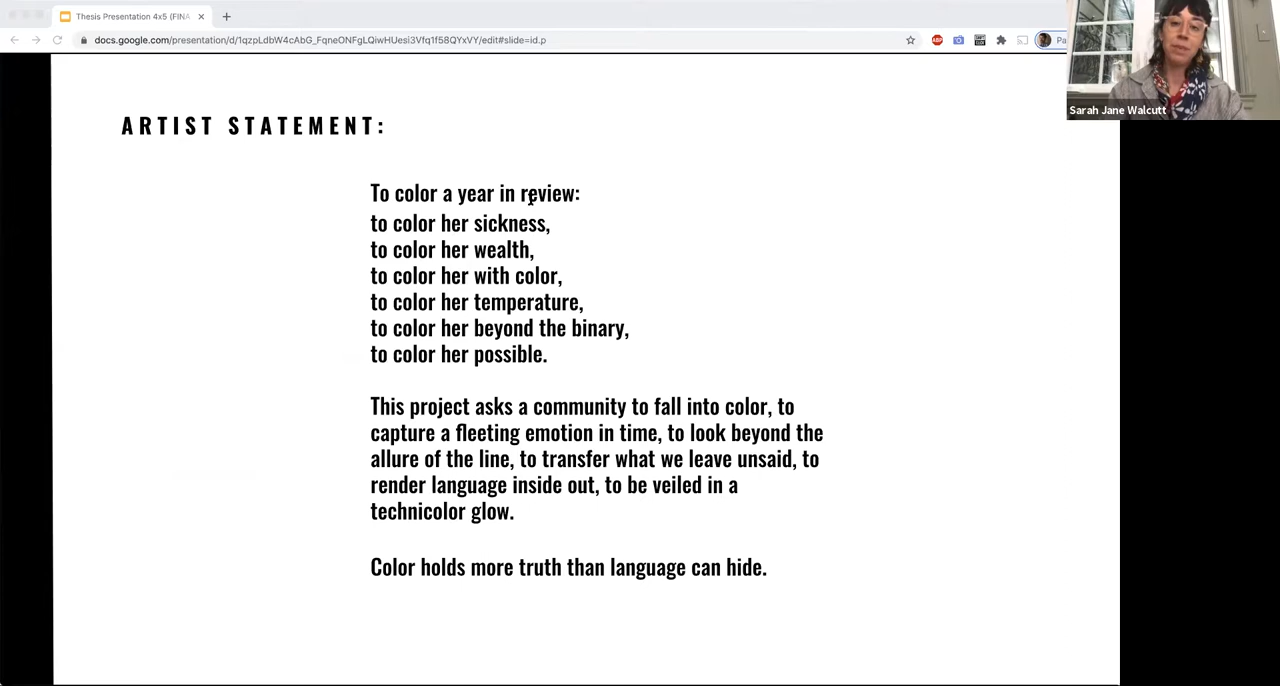 Thesis Presentation 4x5 (FINA
docs.google.com/presentation/d/1qzpLdbW4cAbG_FqneONFgLQiwHUesi3Vfq1f58QYxVY/edit#slide=id.p
ABP
Pa
Sarah Jane Walcutt
ARTIST STATEMENT:
To color a year in review:
to color her sickness,
to color her wealth,
to color her with color,
to color her temperature,
to color her beyond the binary,
to color her possible.
This project asks a community to fall into color, to
capture a fleeting emotion in time, to look beyond the
allure of the line, to transfer what we leave unsaid, to
render language inside out, to be veiled in a
technicolor glow.
Color holds more truth than language can hide.